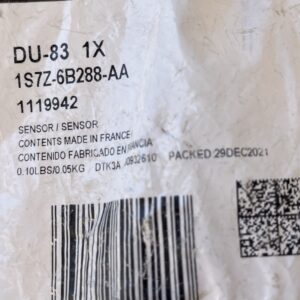 DU-83 1X
1S7Z-6B288-AA
1119942
SENSOR / SENSOR
CONTENTS MADE IN FRANCE
CONTENIDO FABRICADO EN FRANCIA
0.10LBS/0.05KG DTK3A 0932610 PACKED 29DEC2021